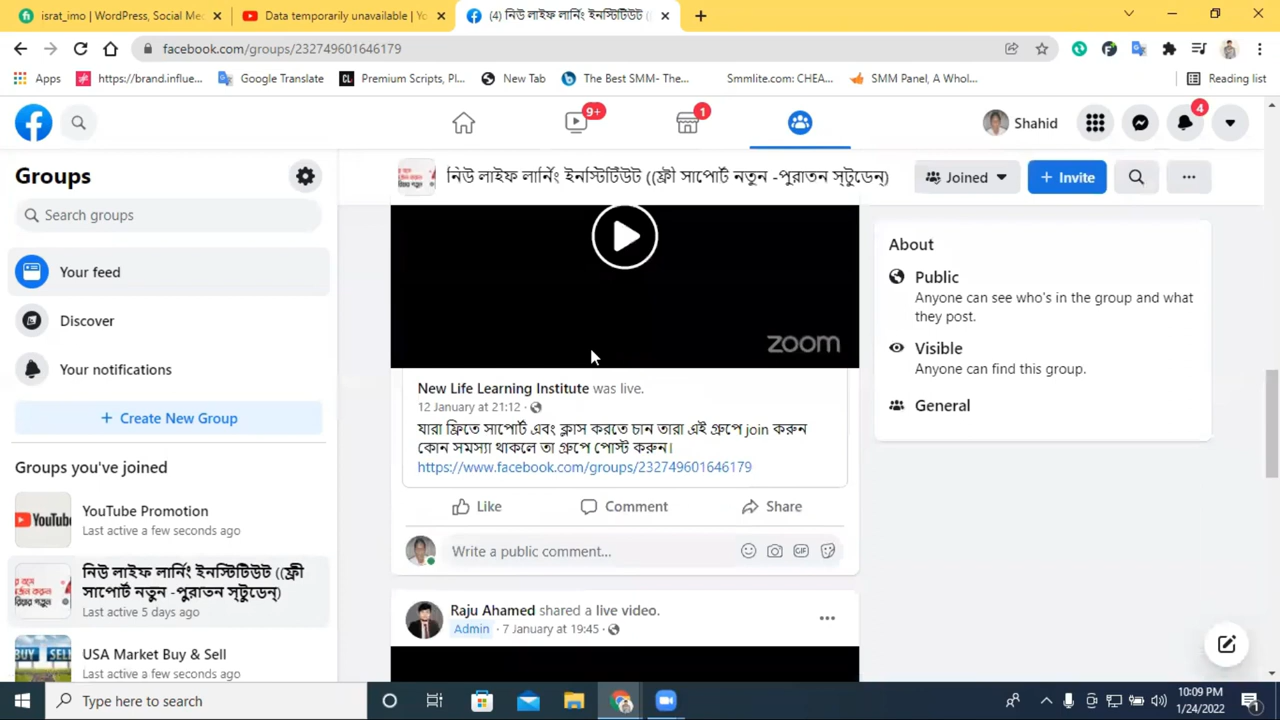 israt_imo | WordPress, Social Me
Data temporarily unavailable | Yo
(4) নিউ লাইফ লার্নিং ইনস্টিটিউট (
facebook.com/groups/232749601646179
Apps
https://brand.influe...
Google Translate
Premium Scripts, Pl...
New Tab
The Best SMM- The...
Smmlite.com: CHEA...
SMM Panel, A Whol...
Reading list
9+
1
Shahid
4
Groups
Search groups
Your feed
Discover
Your notifications
+ Create New Group
Groups you've joined
YouTube Promotion
Last active a few seconds ago
নিউ লাইফ লার্নিং ইনস্টিটিউট ((ফ্রী
সাপোর্ট নতুন -পুরাতন স্টুডেন্)
Last active 5 days ago
USA Market Buy & Sell
Last active a few seconds ago
নিউ লাইফ লার্নিং ইনস্টিটিউট ((ফ্রী সাপোর্ট নতুন -পুরাতন স্টুডেন্)
Joined
+ Invite
zoom
New Life Learning Institute was live.
12 January at 21:12 ·
যারা ফ্রিতে সাপোর্ট এবং ক্লাস করতে চান তারা এই গ্রুপে join করুন
কোন সমস্যা থাকলে তা গ্রুপে পোস্ট করুন।
https://www.facebook.com/groups/232749601646179
Like
Comment
Share
Write a public comment...
GIF
Raju Ahamed shared a live video.
Admin · 7 January at 19:45 ·
About
Public
Anyone can see who's in the group and what
they post.
Visible
Anyone can find this group.
General
Type here to search
10:09 PM
1/24/2022
1